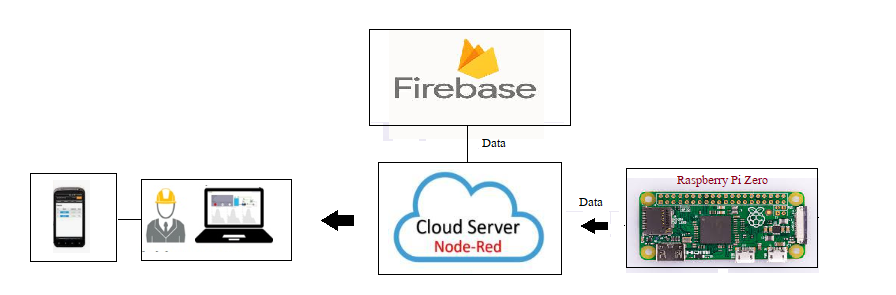 Firebase
Data
Raspberry Pi Zero
Data
Cloud Server
Node-Red